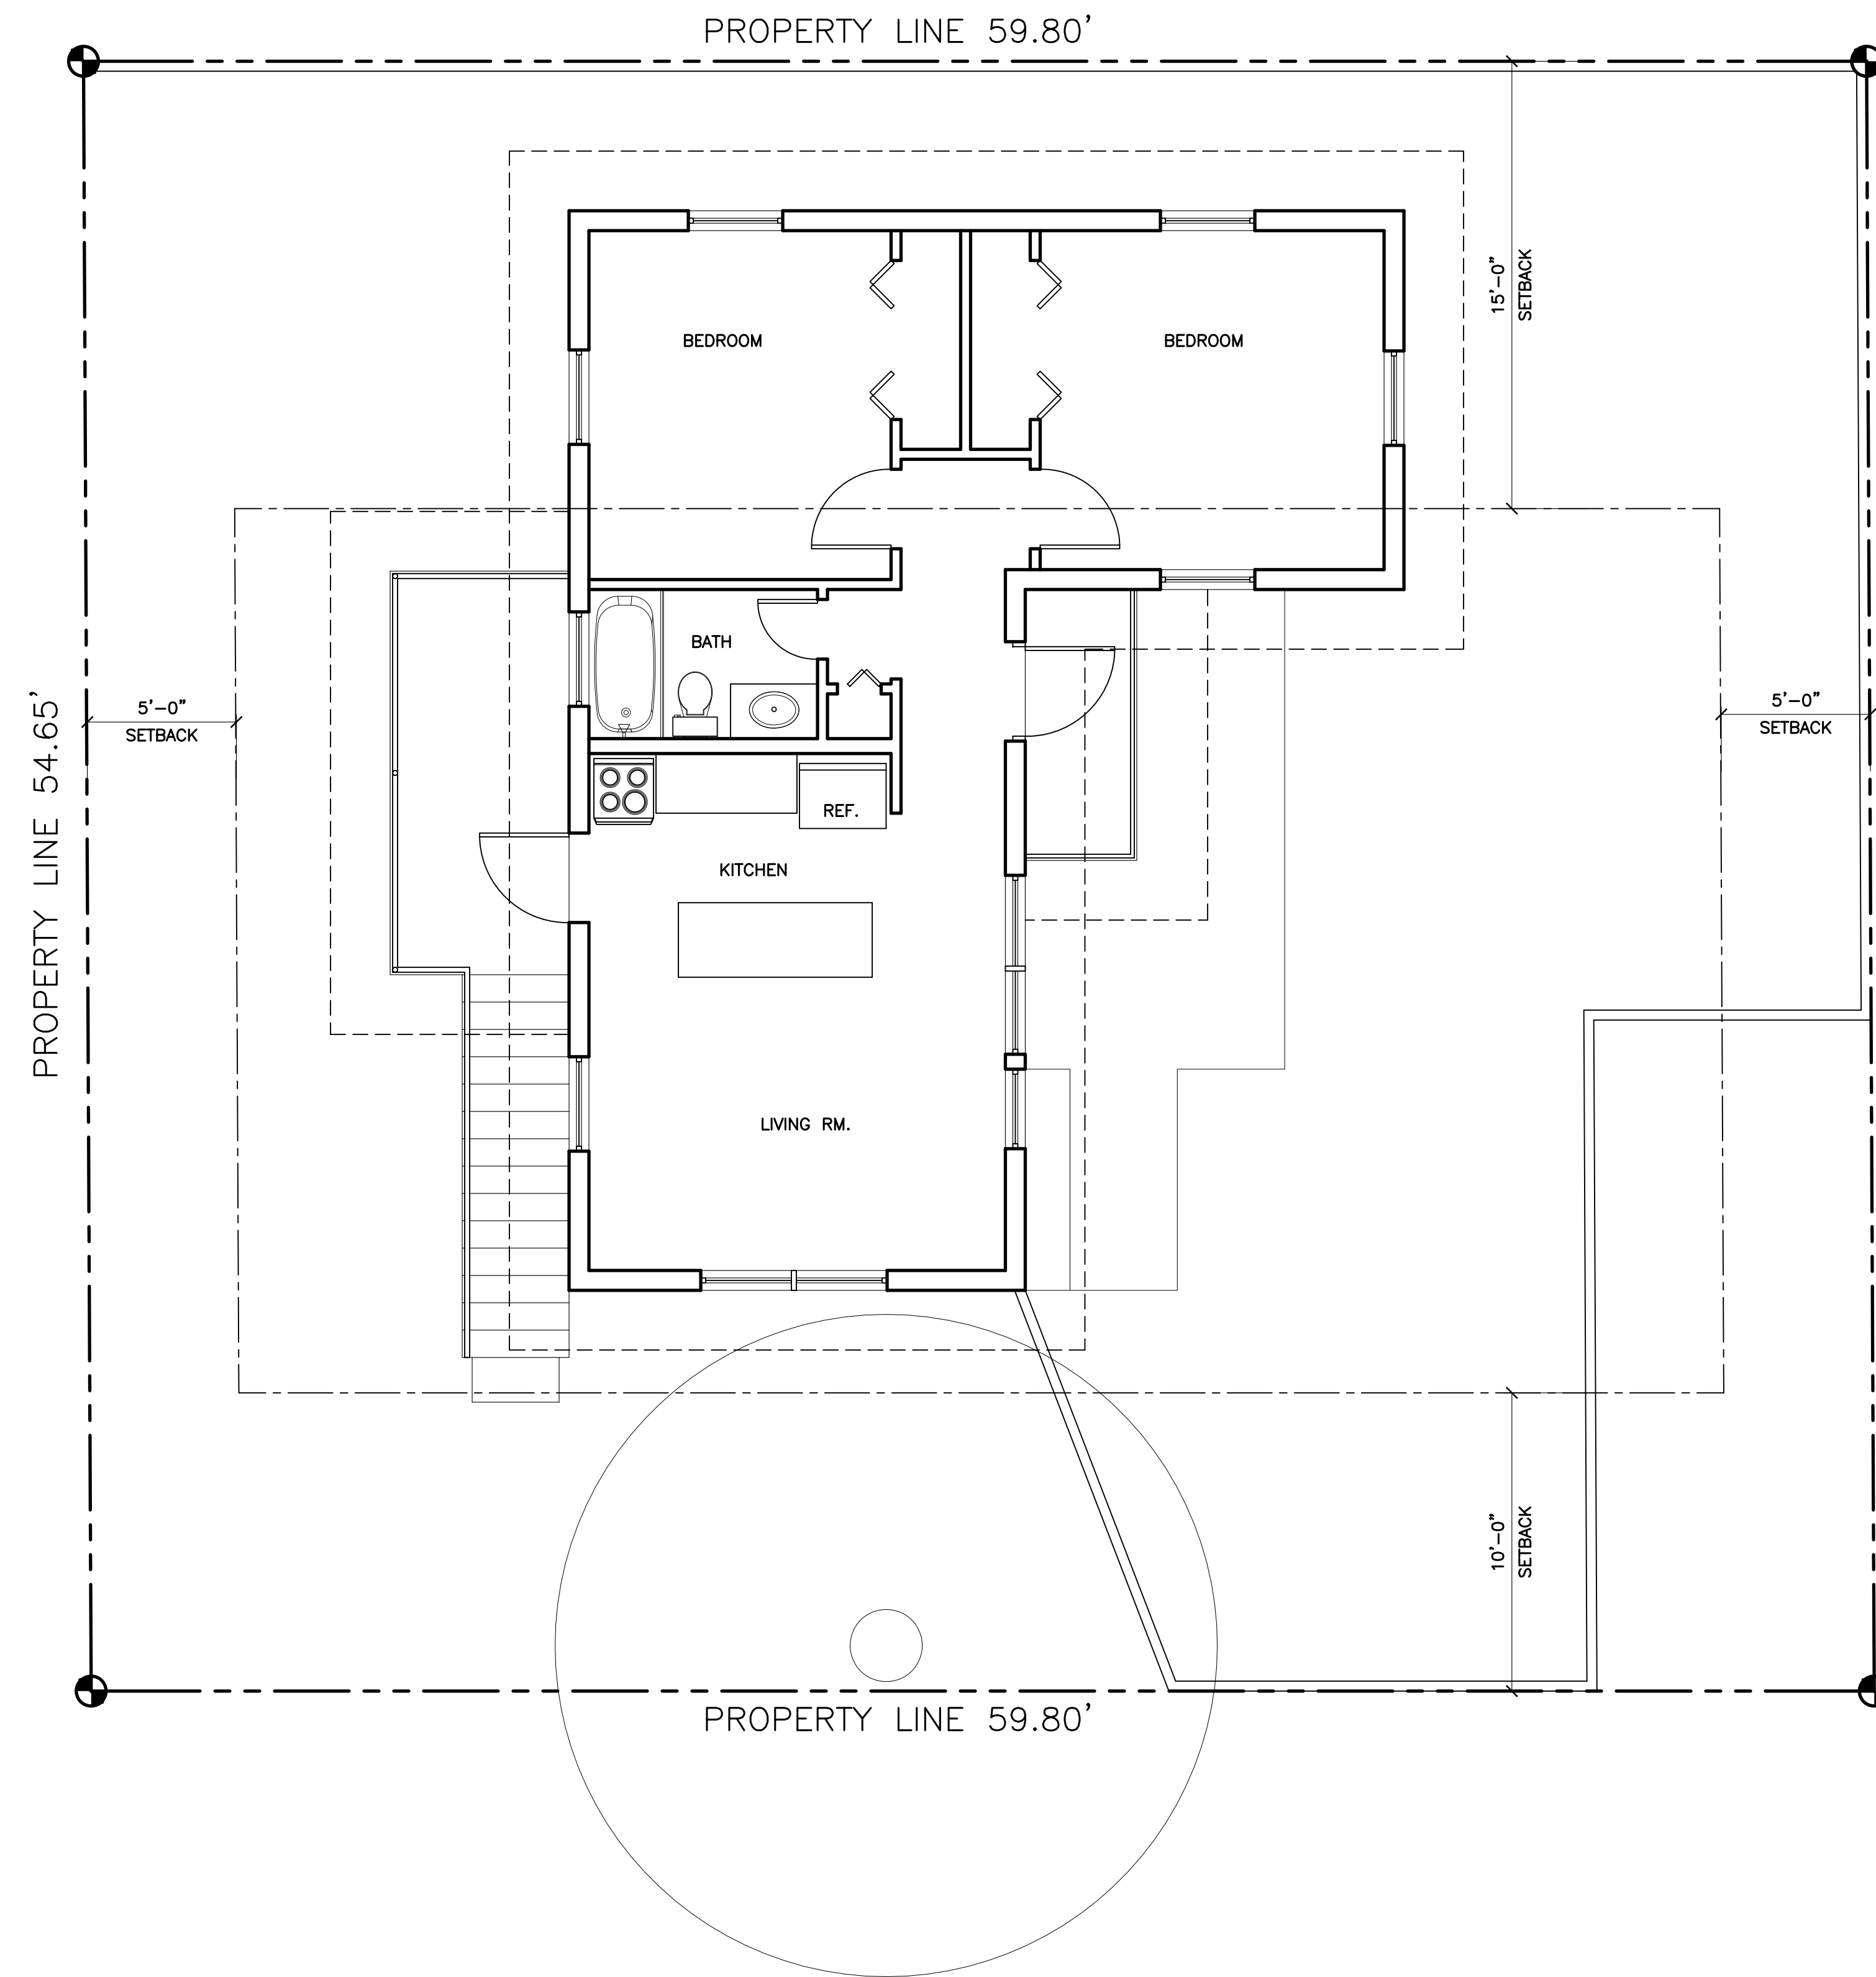 PROPERTY LINE 59.80'
15'-0"
SETBACK
BEDROOM
BEDROOM
BATH
5'-0"
SETBACK
5'-0"
SETBACK
PROPERTY LINE 54.65'
REF.
KITCHEN
LIVING RM.
10'-0"
SETBACK
PROPERTY LINE 59.80'